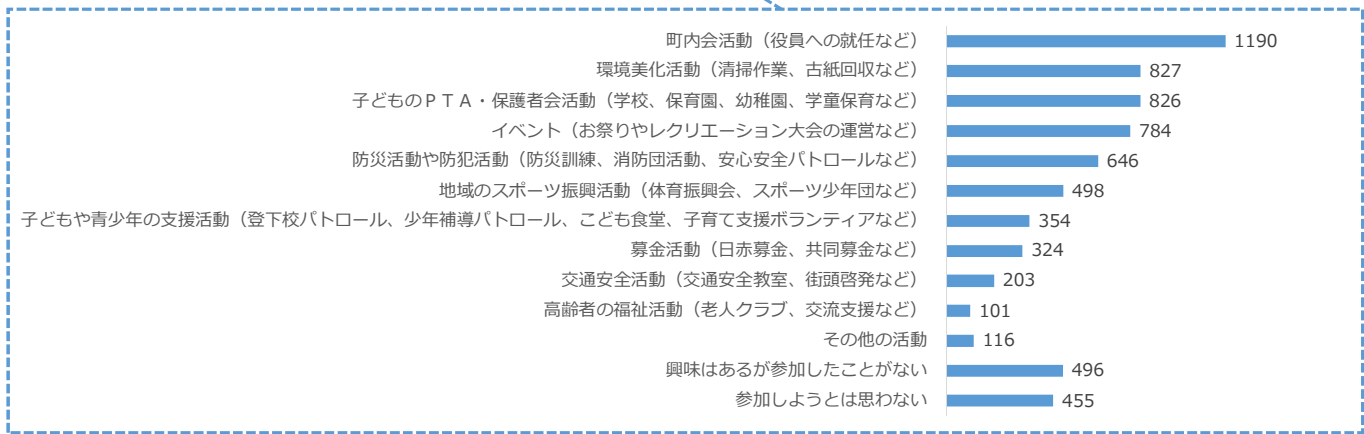 町内会活動（役員への就任など） 1190
環境美化活動（清掃作業、古紙回収など） 827
子どものＰＴＡ・保護者会活動（学校、保育園、幼稚園、学童保育など） 826
イベント（お祭りやレクリエーション大会の運営など） 784
防災活動や防犯活動（防災訓練、消防団活動、安心安全パトロールなど） 646
地域のスポーツ振興活動（体育振興会、スポーツ少年団など） 498
子どもや青少年の支援活動（登下校パトロール、少年補導パトロール、こども食堂、子育て支援ボランティアなど） 354
募金活動（日赤募金、共同募金など） 324
交通安全活動（交通安全教室、街頭啓発など） 203
高齢者の福祉活動（老人クラブ、交流支援など） 101
その他の活動 116
興味はあるが参加したことがない 496
参加しようとは思わない 455